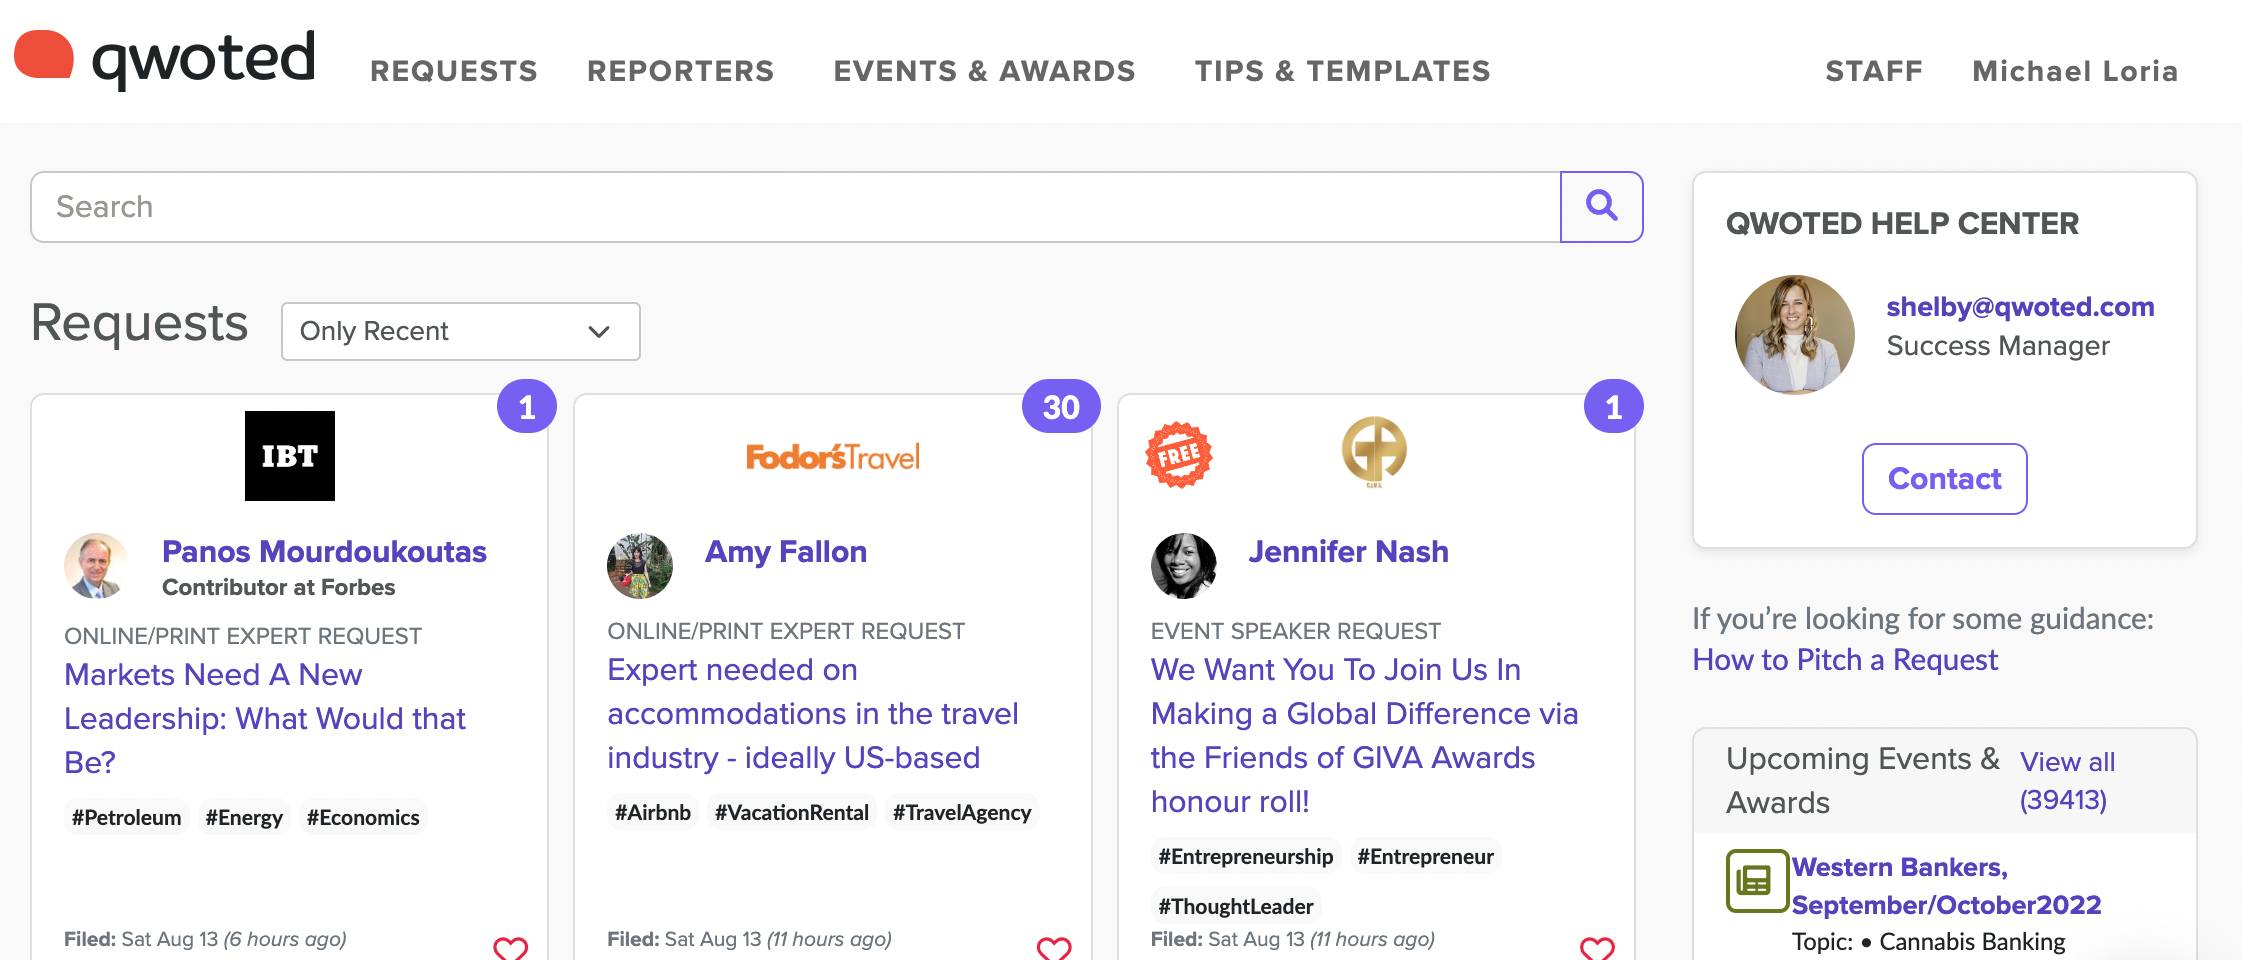 qwoted
REQUESTS
REPORTERS
EVENTS & AWARDS
TIPS & TEMPLATES
STAFF
Michael Loria
Search
Requests
Only Recent
1
IBT
Panos Mourdoukoutas
Contributor at Forbes
ONLINE/PRINT EXPERT REQUEST
Markets Need A New
Leadership: What Would that
Be?
#Petroleum #Energy #Economics
Filed: Sat Aug 13 (6 hours ago)
30
Fodor'sTravel
Amy Fallon
ONLINE/PRINT EXPERT REQUEST
Expert needed on
accommodations in the travel
industry - ideally US-based
#Airbnb #VacationRental #TravelAgency
Filed: Sat Aug 13 (11 hours ago)
1
FREE
G.I.V.A.
Jennifer Nash
EVENT SPEAKER REQUEST
We Want You To Join Us In
Making a Global Difference via
the Friends of GIVA Awards
honour roll!
#Entrepreneurship #Entrepreneur
#ThoughtLeader
Filed: Sat Aug 13 (11 hours ago)
QWOTED HELP CENTER
shelby@qwoted.com
Success Manager
Contact
If you’re looking for some guidance:
How to Pitch a Request
Upcoming Events &
Awards
View all
(39413)
Western Bankers,
September/October2022
Topic: • Cannabis Banking